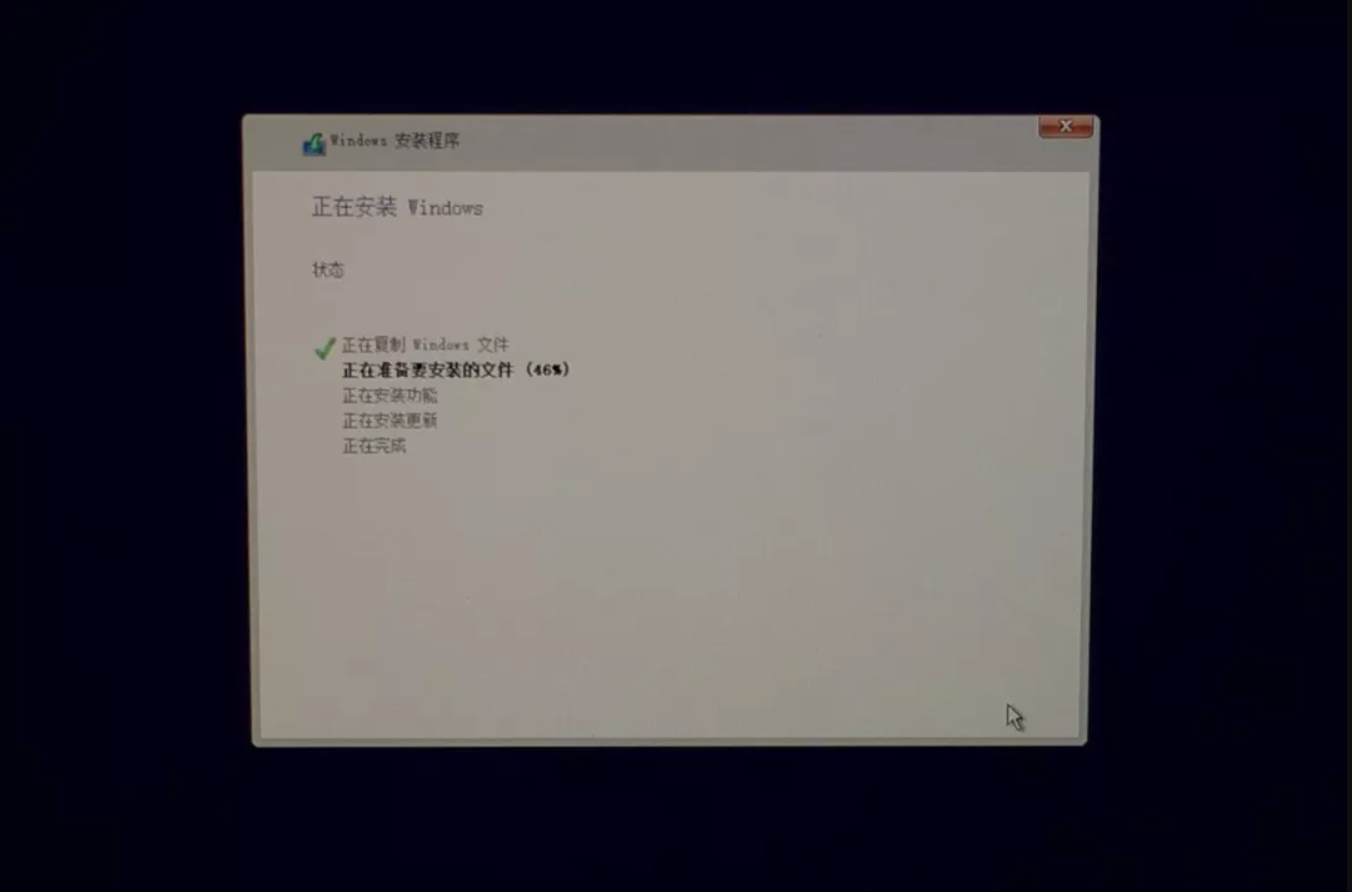 Windows 安装程序
正在安装 Windows
状态
正在复制 Windows 文件
正在准备要安装的文件 (46%)
正在安装功能
正在安装更新
正在完成